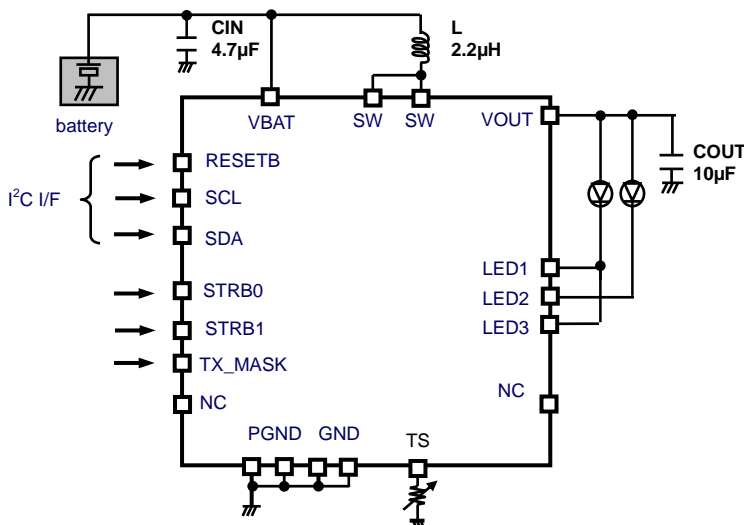 CIN
4.7µF
L
2.2µH
battery
VBAT
SW
SW
VOUT
COUT
10µF
RESETB
I²C I/F
SCL
SDA
LED1
STRB0
LED2
STRB1
LED3
TX_MASK
NC
NC
PGND
GND
TS